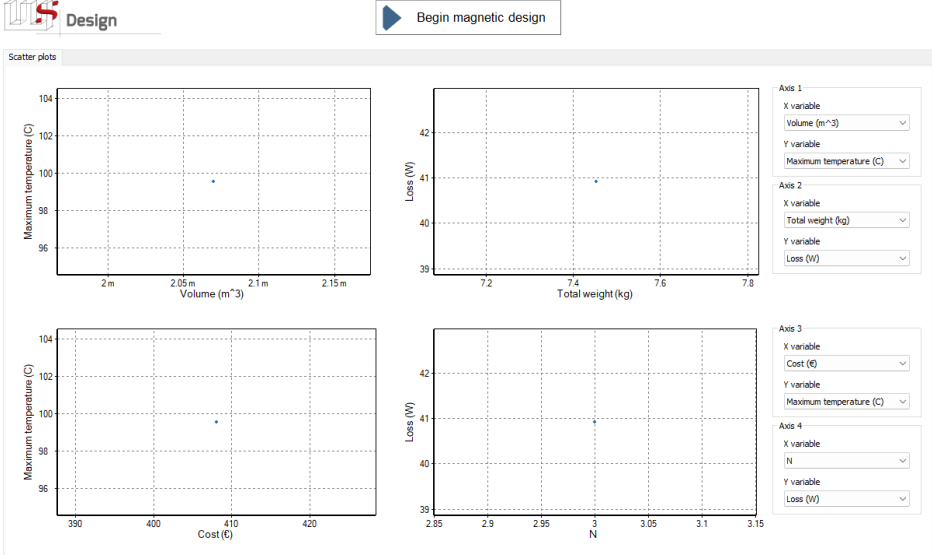 Design
Begin magnetic design
Scatter plots
104
102
100
98
96
Maximum temperature (C)
2 m
2.05 m
2.1 m
2.15 m
Volume (m^3)
42
41
40
39
Loss (W)
7.2
7.4
7.6
7.8
Total weight (kg)
Axis 1
X variable
Volume (m^3)
Y variable
Maximum temperature (C)
Axis 2
X variable
Total weight (kg)
Y variable
Loss (W)
104
102
100
98
96
Maximum temperature (C)
390
400
410
420
Cost (€)
42
41
40
39
Loss (W)
2.85
2.9
2.95
3
3.05
3.1
3.15
N
Axis 3
X variable
Cost (€)
Y variable
Maximum temperature (C)
Axis 4
X variable
N
Y variable
Loss (W)